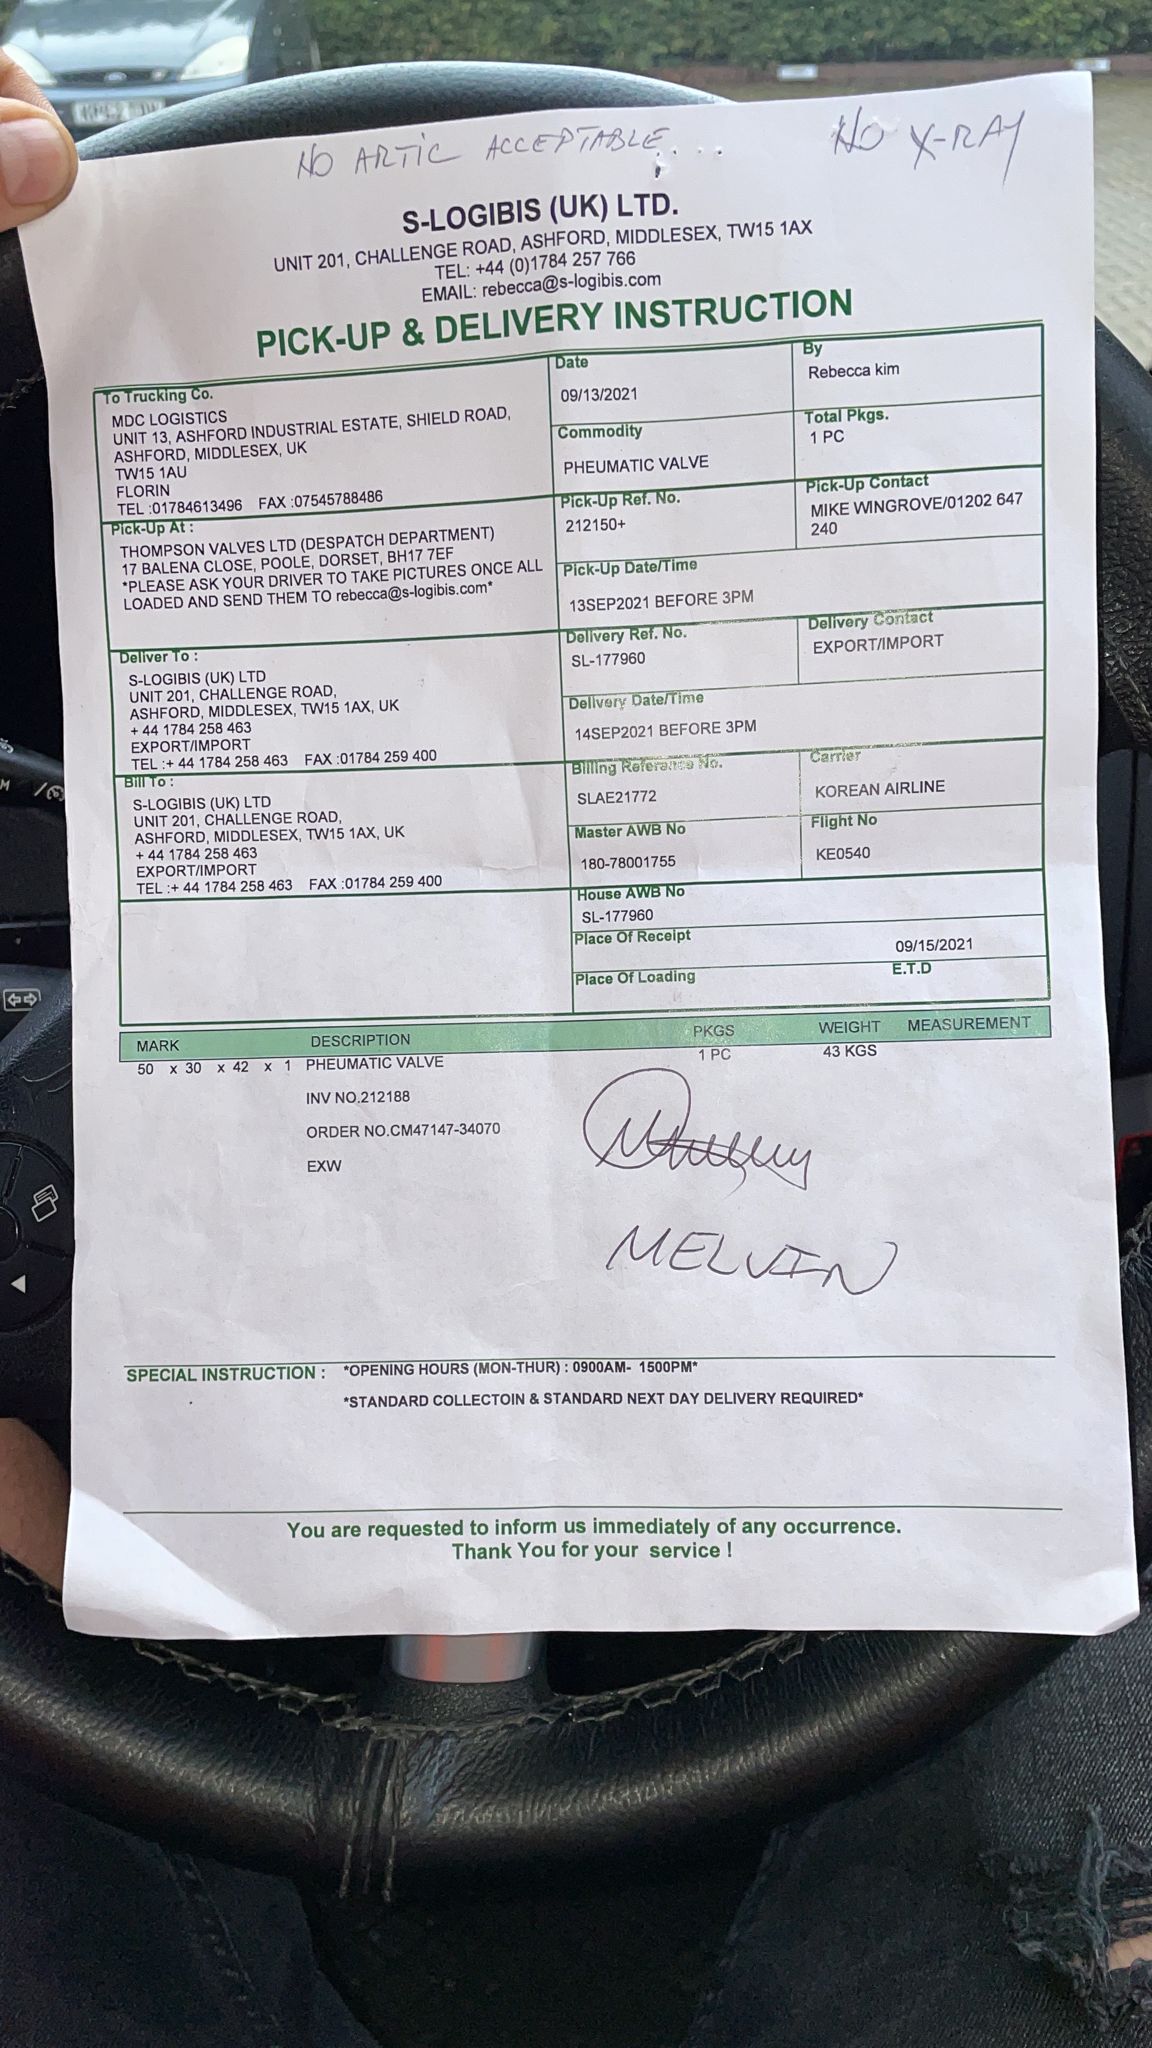 NO ARTIC ACCEPTABLE... NO X-RAY
S-LOGIBIS (UK) LTD.
UNIT 201, CHALLENGE ROAD, ASHFORD, MIDDLESEX, TW15 1AX
TEL: +44 (0)1784 257 766
EMAIL: rebecca@s-logibis.com
PICK-UP & DELIVERY INSTRUCTION
To Trucking Co.
MDC LOGISTICS
UNIT 13, ASHFORD INDUSTRIAL ESTATE, SHIELD ROAD,
ASHFORD, MIDDLESEX, UK
TW15 1AU
FLORIN
TEL :01784613496 FAX :07545788486
Date
09/13/2021
By
Rebecca kim
Commodity
PHEUMATIC VALVE
Total Pkgs.
1 PC
Pick-Up At :
THOMPSON VALVES LTD (DESPATCH DEPARTMENT)
17 BALENA CLOSE, POOLE, DORSET, BH17 7EF
*PLEASE ASK YOUR DRIVER TO TAKE PICTURES ONCE ALL
LOADED AND SEND THEM TO rebecca@s-logibis.com*
Pick-Up Ref. No.
212150+
Pick-Up Contact
MIKE WINGROVE/01202 647
240
Pick-Up Date/Time
13SEP2021 BEFORE 3PM
Deliver To :
S-LOGIBIS (UK) LTD
UNIT 201, CHALLENGE ROAD,
ASHFORD, MIDDLESEX, TW15 1AX, UK
+ 44 1784 258 463
EXPORT/IMPORT
TEL :+ 44 1784 258 463 FAX :01784 259 400
Delivery Ref. No.
SL-177960
Delivery Contact
EXPORT/IMPORT
Delivery Date/Time
14SEP2021 BEFORE 3PM
Bill To :
S-LOGIBIS (UK) LTD
UNIT 201, CHALLENGE ROAD,
ASHFORD, MIDDLESEX, TW15 1AX, UK
+ 44 1784 258 463
EXPORT/IMPORT
TEL :+ 44 1784 258 463 FAX :01784 259 400
Billing Reference No.
SLAE21772
Carrier
KOREAN AIRLINE
Master AWB No
180-78001755
Flight No
KE0540
House AWB No
SL-177960
Place Of Receipt
09/15/2021
Place Of Loading
E.T.D
MARK DESCRIPTION PKGS WEIGHT MEASUREMENT
50 x 30 x 42 x 1 PHEUMATIC VALVE 1 PC 43 KGS
INV NO.212188
ORDER NO.CM47147-34070
EXW
MELVIN
SPECIAL INSTRUCTION : *OPENING HOURS (MON-THUR) : 0900AM- 1500PM*
*STANDARD COLLECTOIN & STANDARD NEXT DAY DELIVERY REQUIRED*
You are requested to inform us immediately of any occurrence.
Thank You for your service !